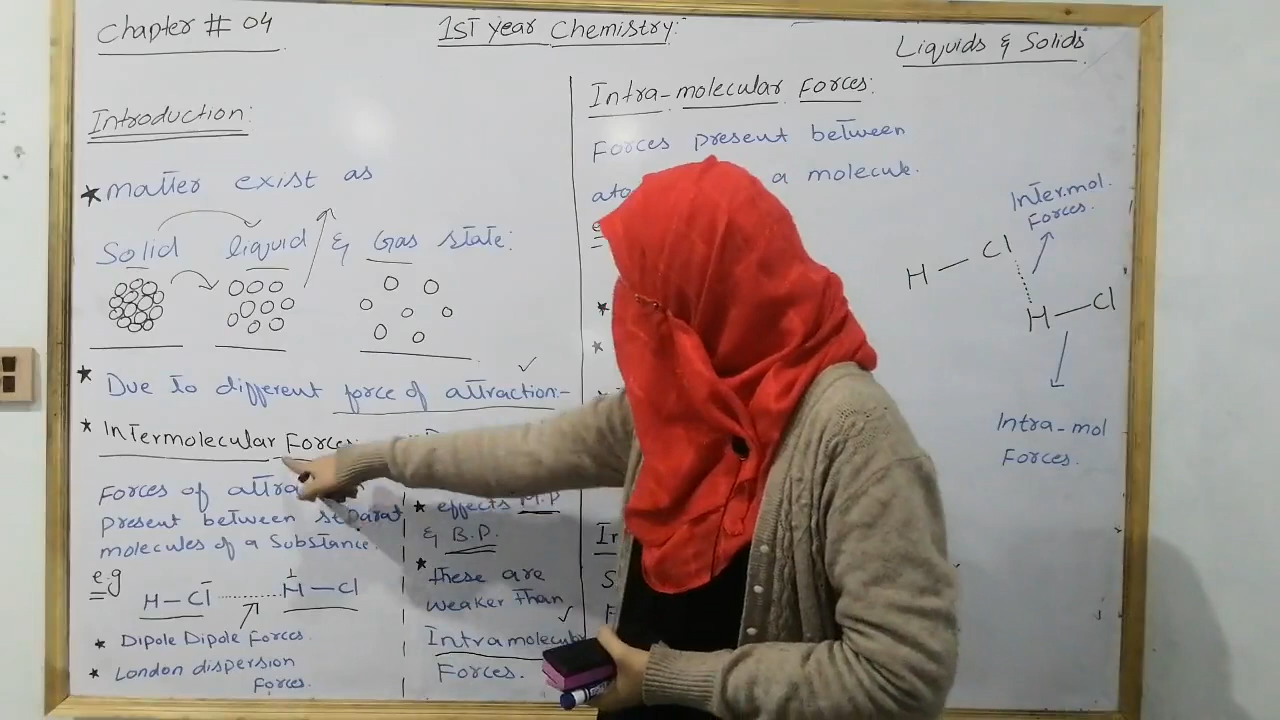 Chapter # 04
1ST year Chemistry:
Liquids & Solids
Introduction:
* matter exist as
Solid liquid & Gas state:
* Due to different force of attraction:-
* Intermolecular Forces:
Forces of
present between
molecules of a Substance.
e.g
H—Cl ........ H—Cl
* Dipole Dipole Forces.
* London dispersion
Forces.
* effects M.P
& B.P.
* these are
weaker than
Intramolecular
Forces.
Intra-molecular Forces:
Forces present between
a molecule.
Inter.mol.
Forces.
H—Cl
H—Cl
Intra-mol
Forces.